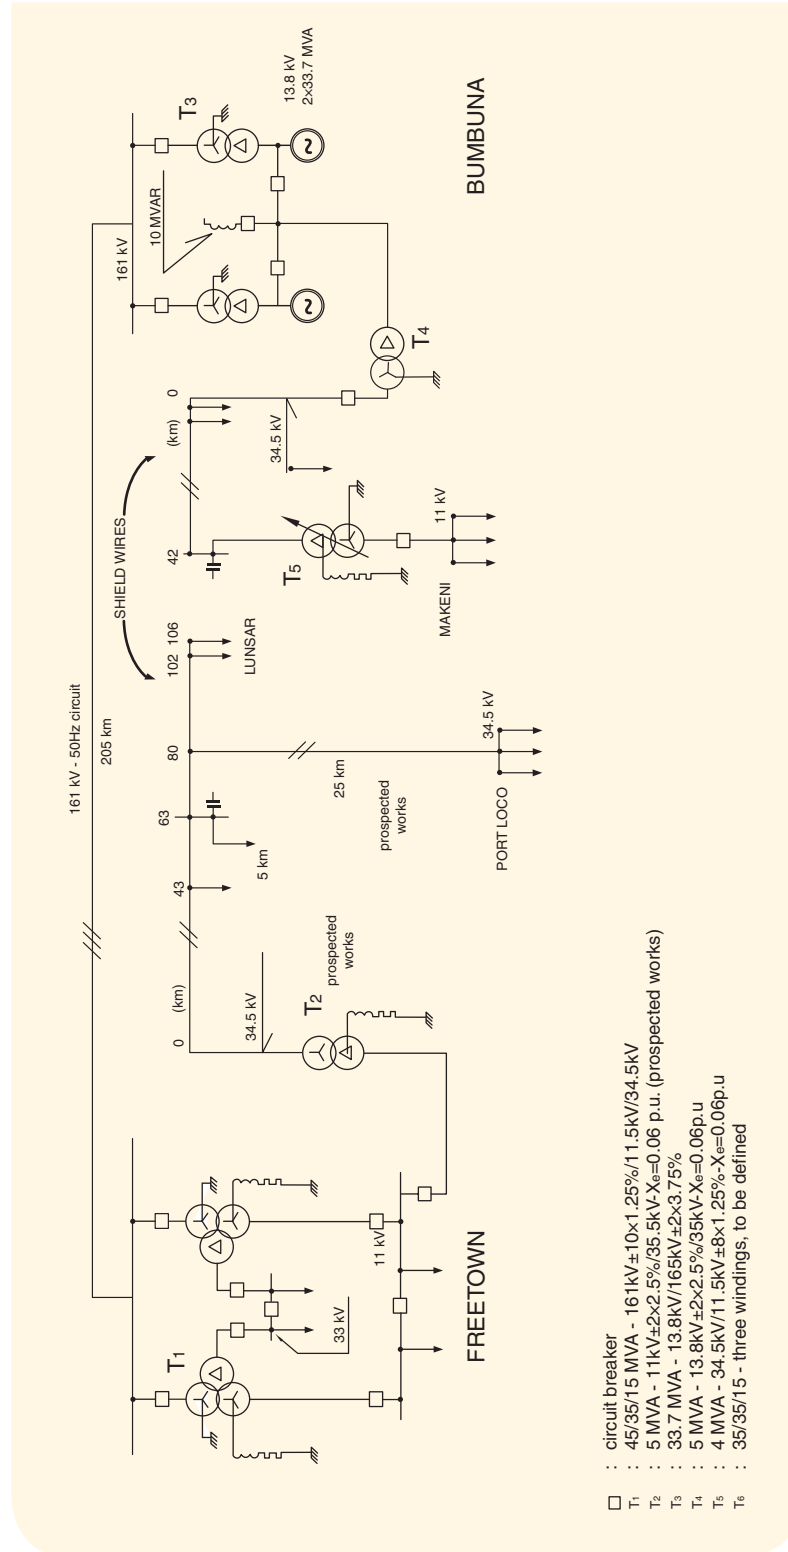 161 kV - 50Hz circuit
205 km
SHIELD WIRES
161 kV
10 MVAR
T3
13.8 kV
2×33.7 MVA
BUMBUNA
T4
0
(km)
34.5 kV
42
T5
11 kV
MAKENI
106
102
LUNSAR
80
25 km
prospected
works
34.5 kV
PORT LOCO
63
5 km
43
(km)
0
34.5 kV
T2
prospected
works
T1
33 kV
11 kV
FREETOWN
: circuit breaker
T1 : 45/35/15 MVA - 161kV±10×1.25%/11.5kV/34.5kV
T2 : 5 MVA - 11kV±2×2.5%/35.5kV-Xe=0.06 p.u. (prospected works)
T3 : 33.7 MVA - 13.8kV/165kV±2×3.75%
T4 : 5 MVA - 13.8kV±2×2.5%/35kV-Xe=0.06p.u
T5 : 4 MVA - 34.5kV/11.5kV±8×1.25%-Xe=0.06p.u
T6 : 35/35/15 - three windings, to be defined